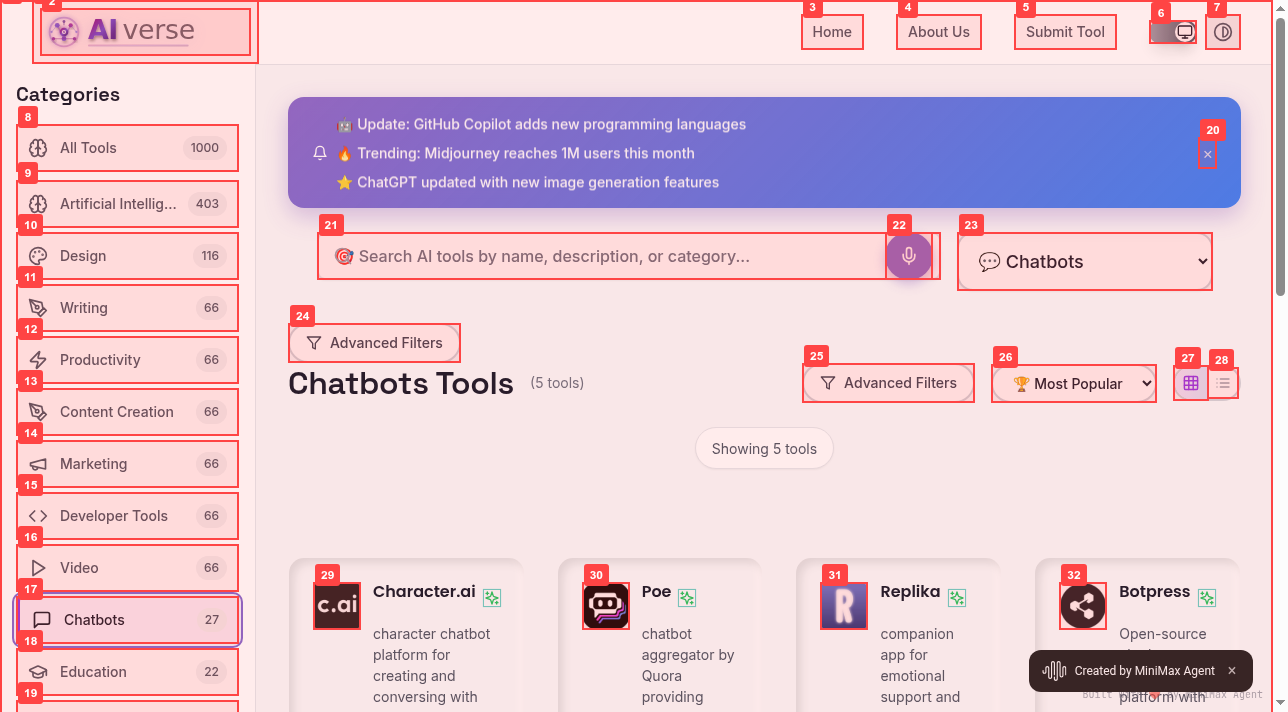 2
AI verse
3
Home
4
About Us
5
Submit Tool
6
7
Categories
8
All Tools 1000
9
Artificial Intellig... 403
10
Design 116
11
Writing 66
12
Productivity 66
13
Content Creation 66
14
Marketing 66
15
Developer Tools 66
16
Video 66
17
Chatbots 27
18
Education 22
19
🤖 Update: GitHub Copilot adds new programming languages
🔥 Trending: Midjourney reaches 1M users this month
⭐ ChatGPT updated with new image generation features
20
×
21
🎯 Search AI tools by name, description, or category...
22
23
💬 Chatbots
24
Advanced Filters
Chatbots Tools (5 tools)
25
Advanced Filters
26
🏆 Most Popular
27
28
Showing 5 tools
29
c.ai
Character.ai
character chatbot
platform for
creating and
conversing with
30
Poe
chatbot
aggregator by
Quora
providing
31
R
Replika
companion
app for
emotional
support and
32
Botpress
Open-source
platform with
Created by MiniMax Agent ×
Built by MiniMax Agent